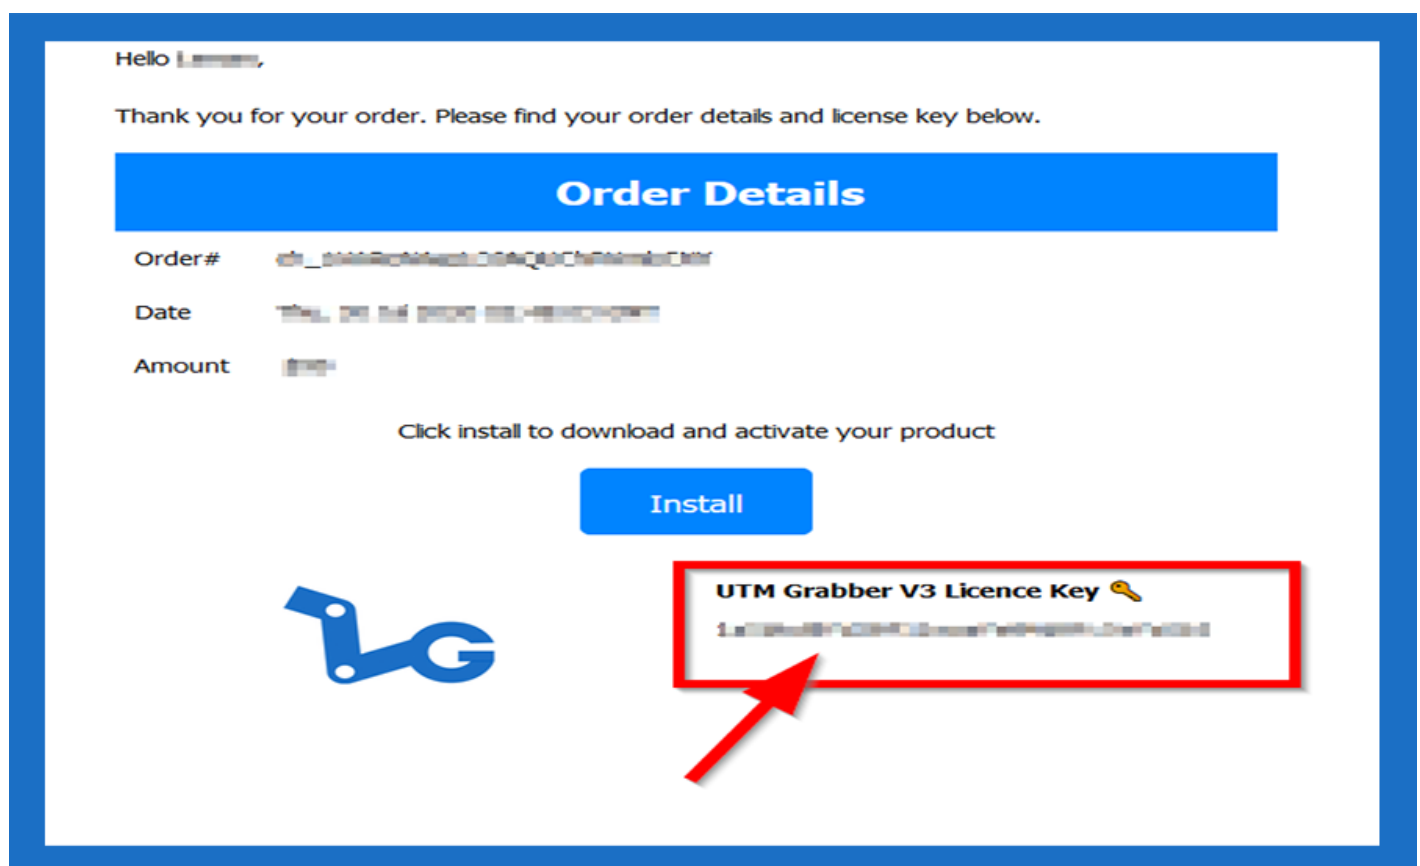 Hello
Thank you for your order. Please find your order details and license key below.
Order Details
Order#
Date
Amount
Click install to download and activate your product
Install
UTM Grabber V3 Licence Key
G